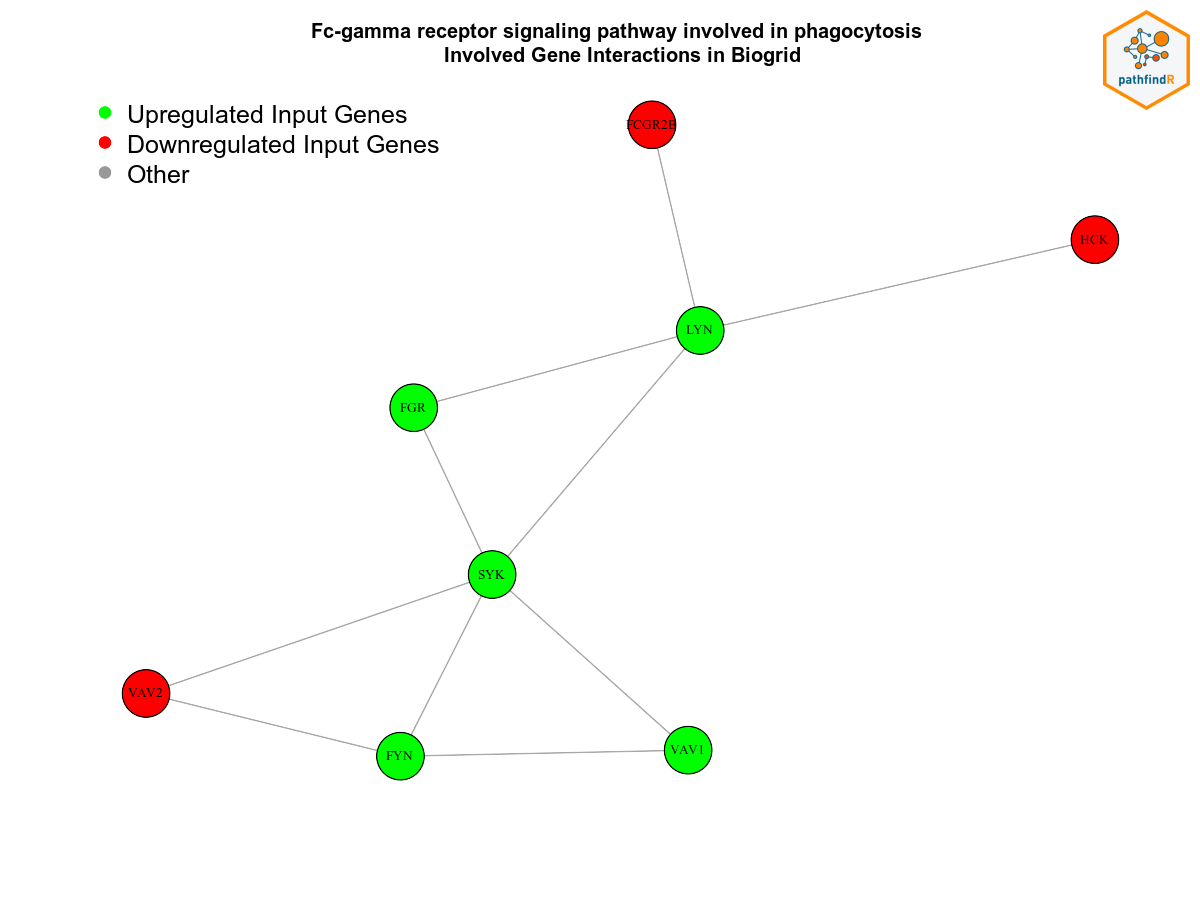 Fc-gamma receptor signaling pathway involved in phagocytosis
Involved Gene Interactions in Biogrid
pathfindR
Upregulated Input Genes
Downregulated Input Genes
Other
FCGR2B
HCK
LYN
FGR
SYK
VAV2
FYN
VAV1